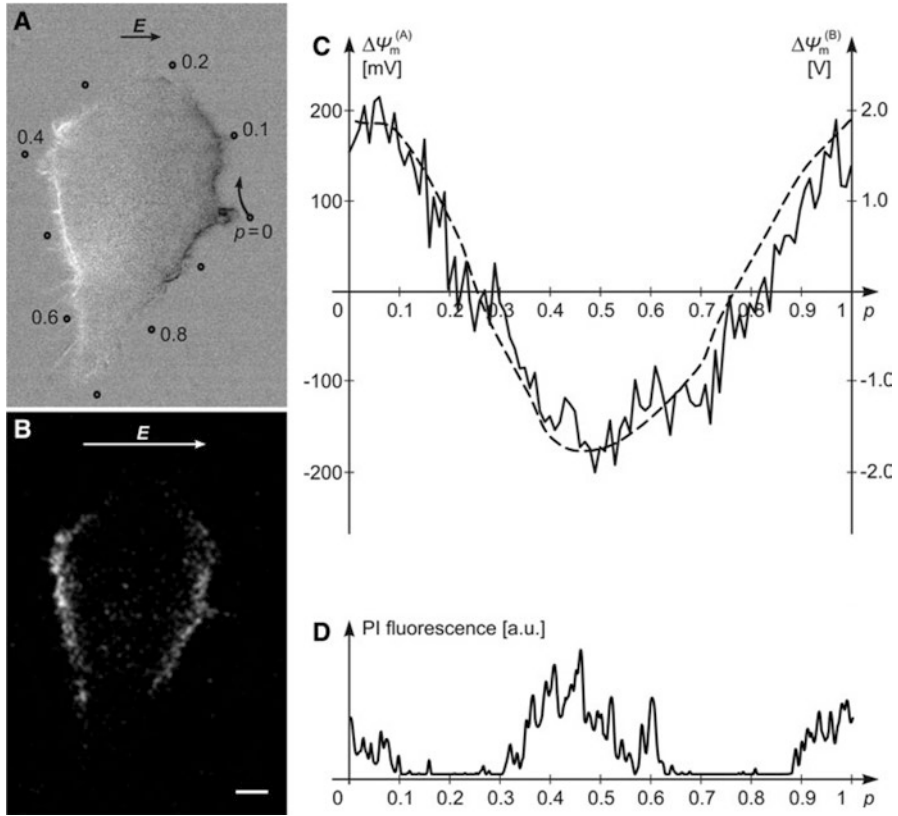 A
E
0.2
0.1
0.4
p=0
0.6
0.8
B
E
C
ΔΨm(A)
[mV]
ΔΨm(B)
[V]
200
2.0
100
1.0
0 0.1 0.2 0.3 0.4 0.5 0.6 0.7 0.8 0.9 1 p
-100
-1.0
-200
-2.0
D
PI fluorescence [a.u.]
0 0.1 0.2 0.3 0.4 0.5 0.6 0.7 0.8 0.9 1 p